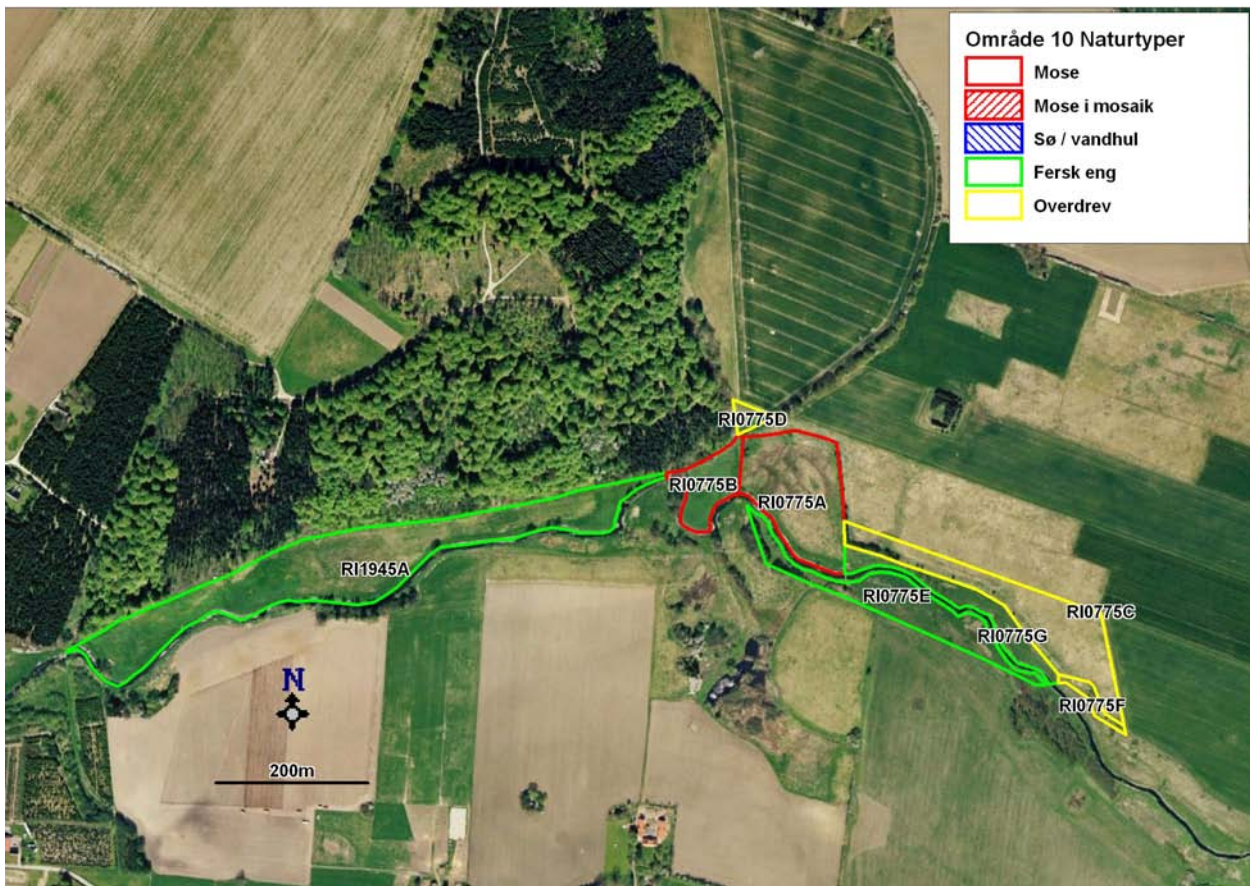 Område 10 Naturtyper
Mose
Mose i mosaik
Sø / vandhul
Fersk eng
Overdrev
RI0775D
RI0775B
RI0775A
RI1945A
RI0775E
RI0775C
RI0775G
RI0775F
N
200m